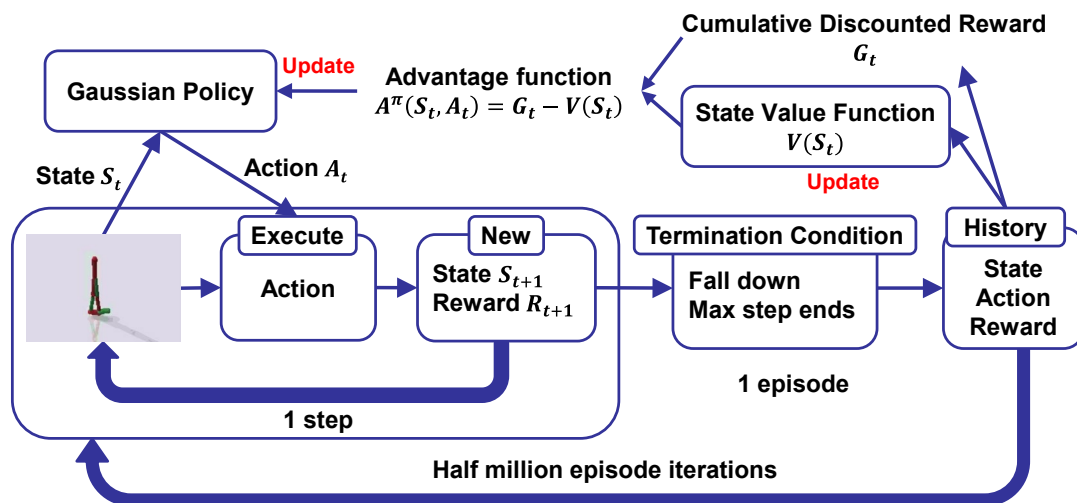 Cumulative Discounted Reward
G_t
Update
Gaussian Policy
Advantage function
A^π(S_t, A_t) = G_t − V(S_t)
State Value Function
V(S_t)
Update
State S_t
Action A_t
Execute
Action
New
State S_{t+1}
Reward R_{t+1}
Termination Condition
Fall down
Max step ends
History
State
Action
Reward
1 step
1 episode
Half million episode iterations